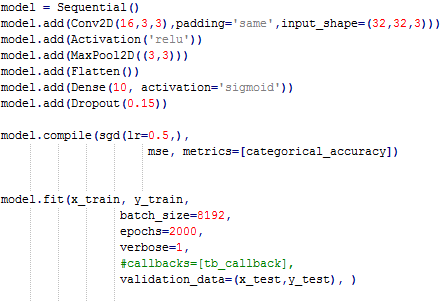 model = Sequential()
model.add(Conv2D(16,3,3),padding='same',input_shape=(32,32,3)))
model.add(Activation('relu'))
model.add(MaxPool2D((3,3)))
model.add(Flatten())
model.add(Dense(10, activation='sigmoid'))
model.add(Dropout(0.15))
model.compile(sgd(lr=0.5,),
mse, metrics=[categorical_accuracy])
model.fit(x_train, y_train,
batch_size=8192,
epochs=2000,
verbose=1,
#callbacks=[tb_callback],
validation_data=(x_test,y_test), )